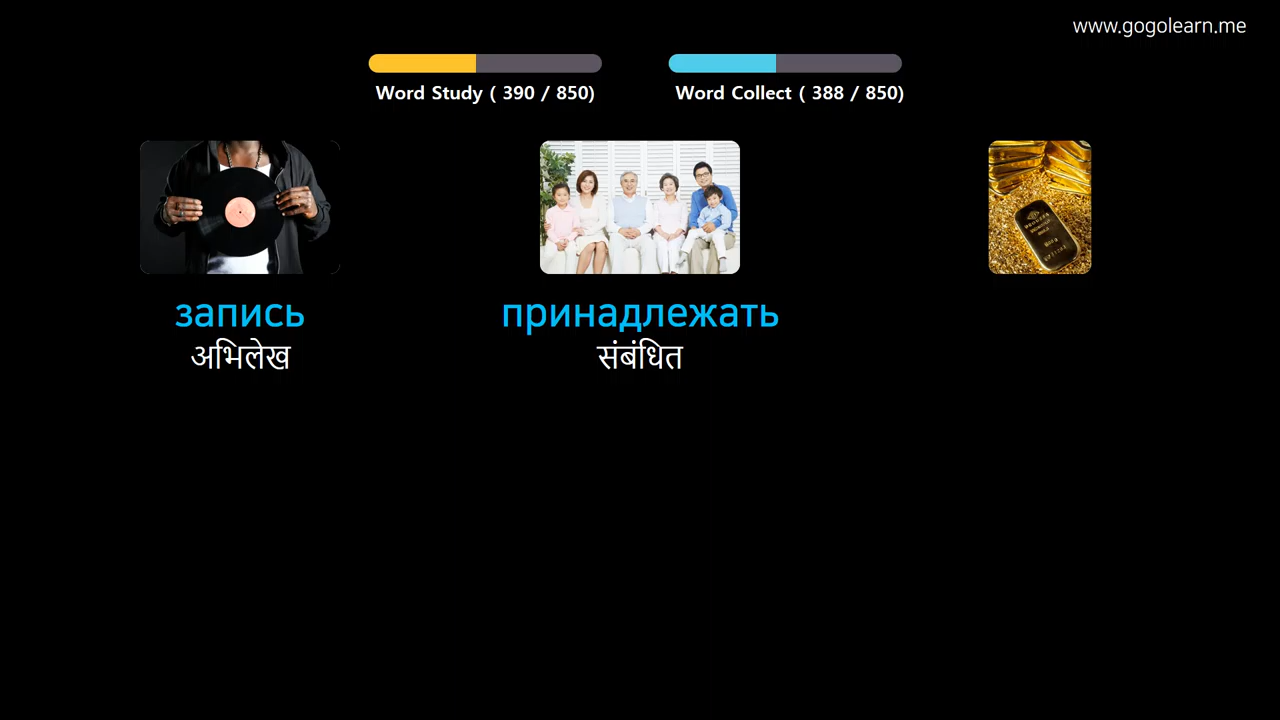 www.gogolearn.me
Word Study ( 390 / 850)
Word Collect ( 388 / 850)
запись
принадлежать
अभिलेख
संबंधित